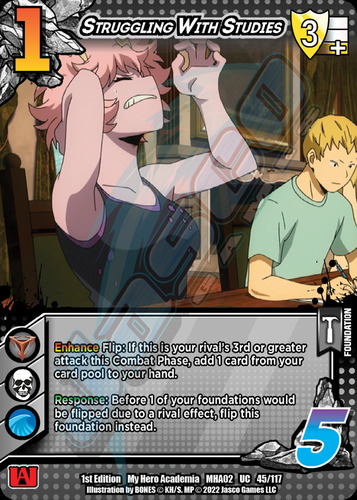 1
STRUGGLING WITH STUDIES
3
+
FOUNDATION
Enhance Flip: If this is your rival's 3rd or greater
attack this Combat Phase, add 1 card from your
card pool to your hand.
Response: Before 1 of your foundations would
be flipped due to a rival effect, flip this
foundation instead.
5
1st Edition My Hero Academia MHA02 UC 45/117
Illustration by BONES © KH/S. MP © 2022 Jasco Games LLC